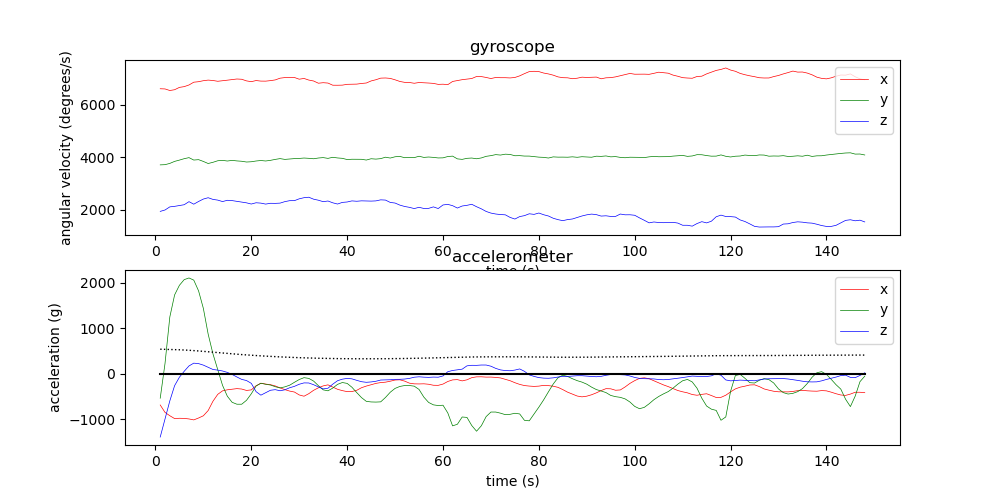 gyroscope
angular velocity (degrees/s)
6000
4000
2000
x
y
z
0 20 40 60 80 100 120 140
time (s)
accelerometer
acceleration (g)
2000
1000
0
−1000
x
y
z
0 20 40 60 80 100 120 140
time (s)